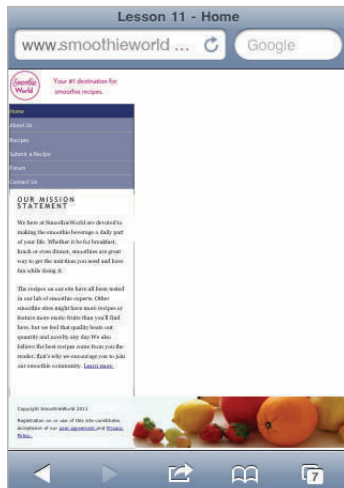 Lesson 11 - Home
www.smoothieworld ...
Google
Smoothie
World
Your #1 destination for
smoothie recipes.
Home
About Us
Recipes
Submit a Recipe
Forum
Contact Us
OUR MISSION
STATEMENT
We here at SmoothieWorld are devoted to
making the smoothie beverage a daily part
of your life. Whether it be for breakfast,
lunch or even dinner, smoothies are great
way to get the nutrition you need and have
fun while doing it.
The recipes on our site have all been tested
in our lab of smoothie experts. Other
smoothie sites might have more recipes or
feature more exotic fruits than you'll find
here, but we feel that quality beats out
quantity and novelty any day. We also
believe the best recipes come from you the
reader, that's why we encourage you to join
our smoothie community. Learn more.
Copyright SmoothieWorld 2011
Registration on or use of this site constitutes
acceptance of our user agreement and Privacy
Policy.
7